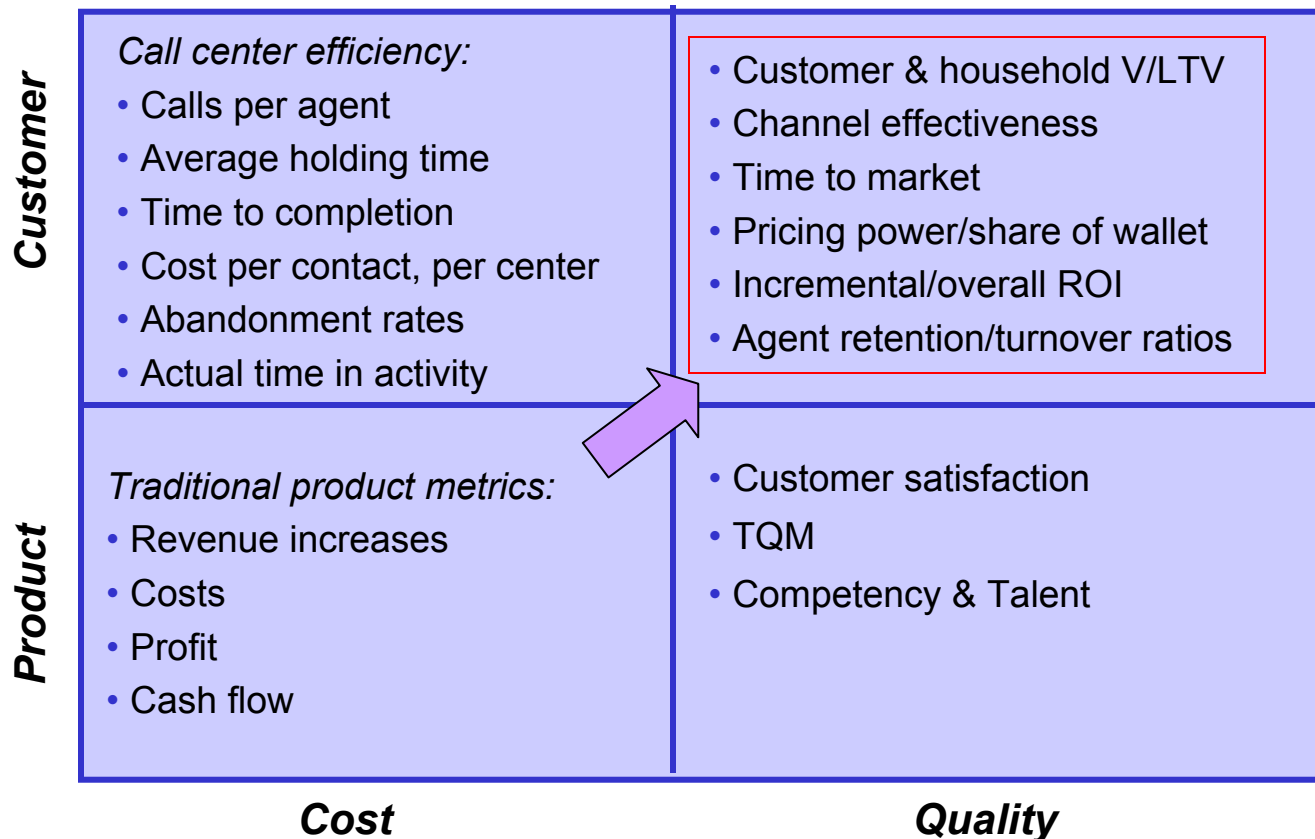 Customer
Call center efficiency:
• Calls per agent
• Average holding time
• Time to completion
• Cost per contact, per center
• Abandonment rates
• Actual time in activity
• Customer & household V/LTV
• Channel effectiveness
• Time to market
• Pricing power/share of wallet
• Incremental/overall ROI
• Agent retention/turnover ratios
Product
Traditional product metrics:
• Revenue increases
• Costs
• Profit
• Cash flow
• Customer satisfaction
• TQM
• Competency & Talent
Cost
Quality